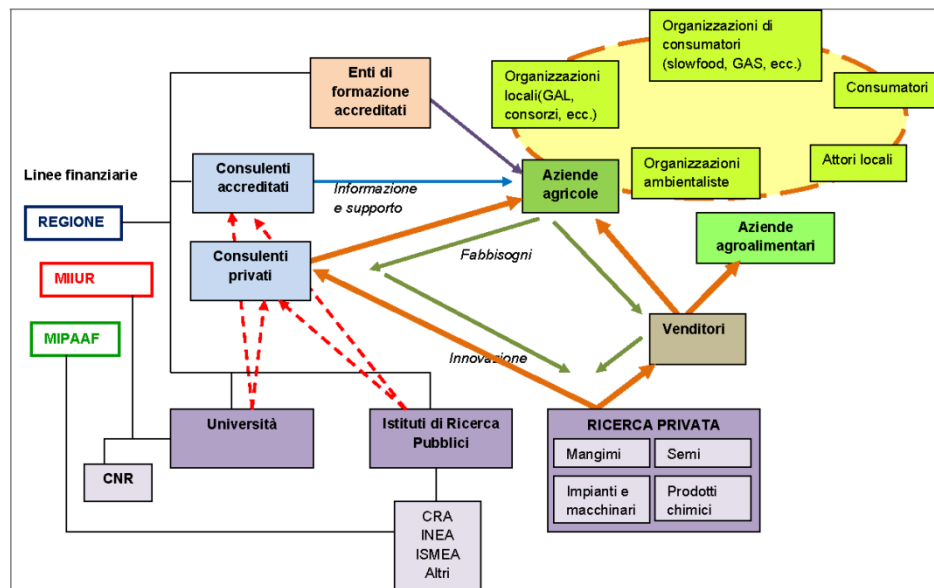 Organizzazioni di
consumatori
(slowfood, GAS, ecc.)
Enti di
formazione
accreditati
Organizzazioni
locali(GAL,
consorzi, ecc.)
Consumatori
Linee finanziarie
Consulenti
accreditati
Informazione
e supporto
Aziende
agricole
Organizzazioni
ambientaliste
Attori locali
REGIONE
Consulenti
privati
Fabbisogni
Aziende
agroalimentari
MIIUR
MIPAAF
Innovazione
Venditori
Università
Istituti di Ricerca
Pubblici
RICERCA PRIVATA
Mangimi
Semi
Impianti e
macchinari
Prodotti
chimici
CNR
CRA
INEA
ISMEA
Altri